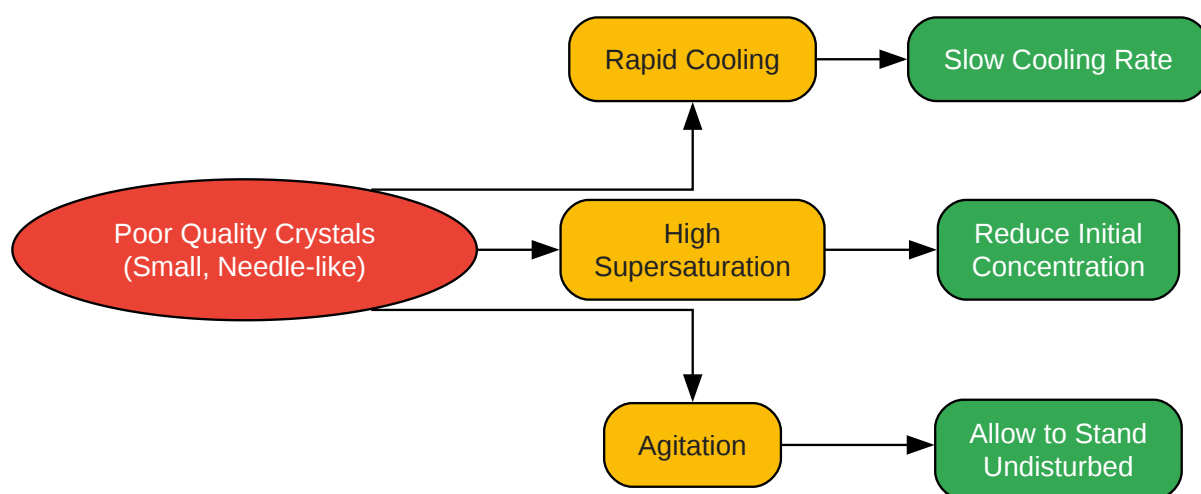 Rapid Cooling
Slow Cooling Rate
Poor Quality Crystals
(Small, Needle-like)
High
Supersaturation
Reduce Initial
Concentration
Agitation
Allow to Stand
Undisturbed